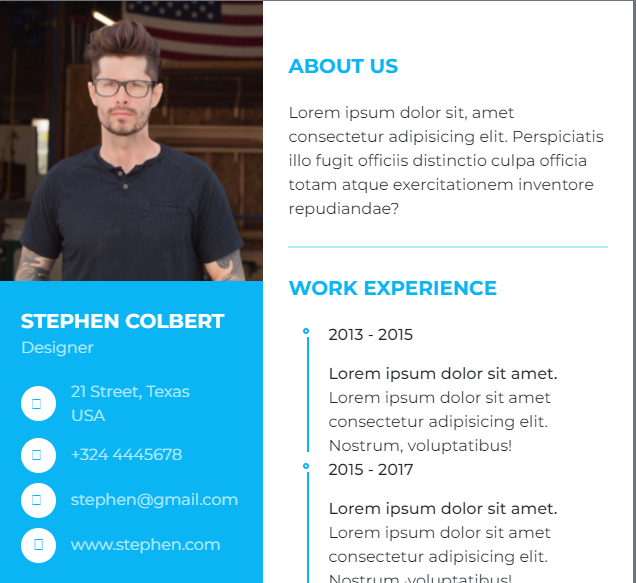 STEPHEN COLBERT
Designer
21 Street, Texas
USA
+324 4445678
stephen@gmail.com
www.stephen.com
ABOUT US
Lorem ipsum dolor sit, amet
consectetur adipisicing elit. Perspiciatis
illo fugit officiis distinctio culpa officia
totam atque exercitationem inventore
repudiandae?
WORK EXPERIENCE
2013 - 2015
Lorem ipsum dolor sit amet.
Lorem ipsum dolor sit amet
consectetur adipisicing elit.
Nostrum, voluptatibus!
2015 - 2017
Lorem ipsum dolor sit amet.
Lorem ipsum dolor sit amet
consectetur adipisicing elit.
Nostrum, voluptatibus!